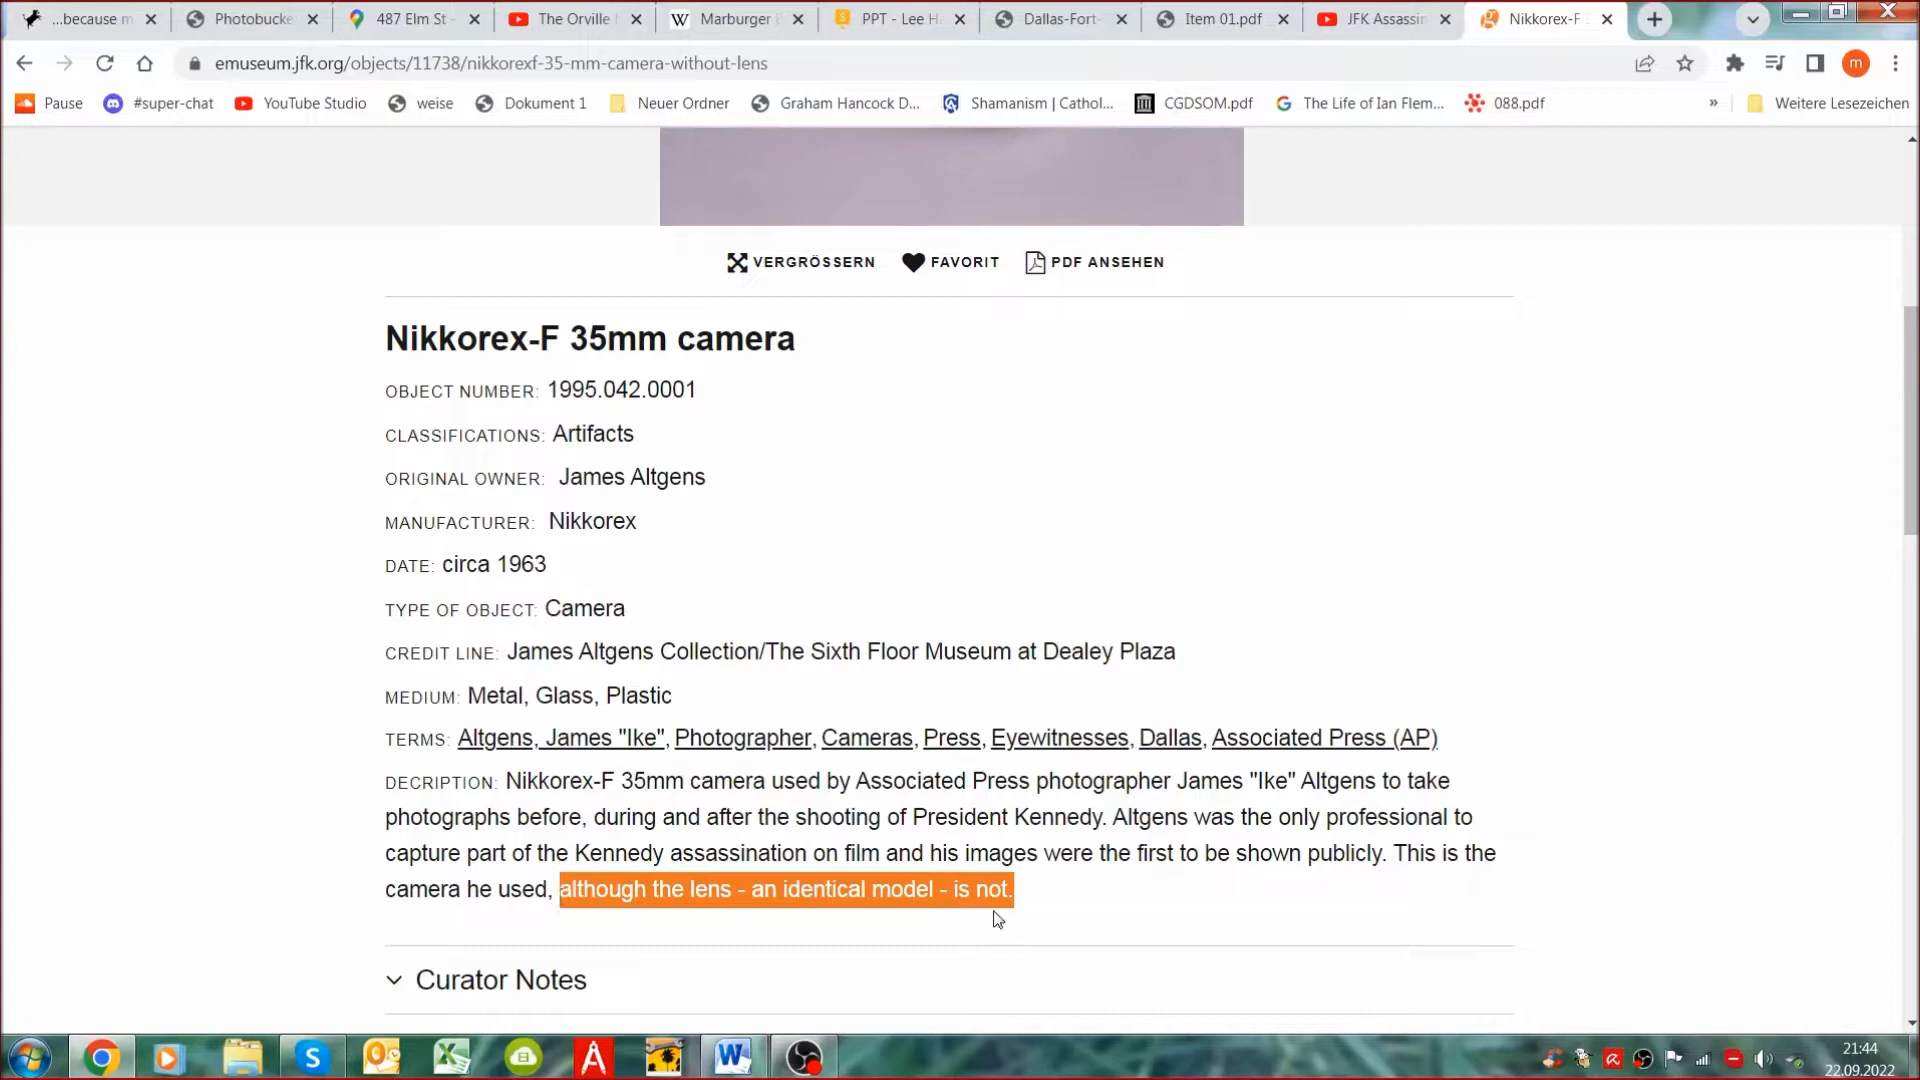 ...because m
Photobucke
487 Elm St -
The Orville
Marburger
PPT - Lee H
Dallas-Fort-
Item 01.pdf
JFK Assassin
Nikkorex-F
emuseum.jfk.org/objects/11738/nikkorexf-35-mm-camera-without-lens
m
Pause
#super-chat
YouTube Studio
weise
Dokument 1
Neuer Ordner
Graham Hancock D...
Shamanism | Cathol...
CGDSOM.pdf
The Life of Ian Flem...
088.pdf
»
Weitere Lesezeichen
VERGRÖSSERN
FAVORIT
PDF ANSEHEN
Nikkorex-F 35mm camera
OBJECT NUMBER: 1995.042.0001
CLASSIFICATIONS: Artifacts
ORIGINAL OWNER: James Altgens
MANUFACTURER: Nikkorex
DATE: circa 1963
TYPE OF OBJECT: Camera
CREDIT LINE: James Altgens Collection/The Sixth Floor Museum at Dealey Plaza
MEDIUM: Metal, Glass, Plastic
TERMS: Altgens, James "Ike", Photographer, Cameras, Press, Eyewitnesses, Dallas, Associated Press (AP)
DECRIPTION: Nikkorex-F 35mm camera used by Associated Press photographer James "Ike" Altgens to take
photographs before, during and after the shooting of President Kennedy. Altgens was the only professional to
capture part of the Kennedy assassination on film and his images were the first to be shown publicly. This is the
camera he used, although the lens - an identical model - is not.
Curator Notes
21:44
22.09.2022